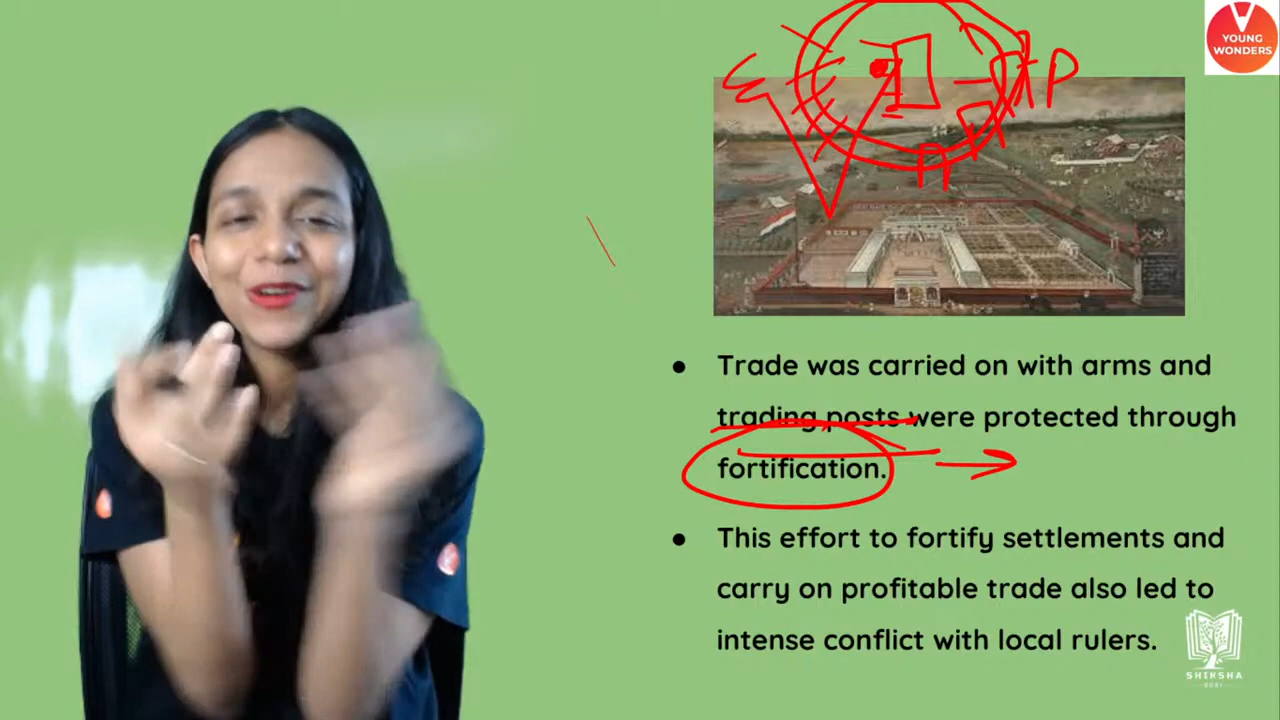 YOUNG
WONDERS
E
P
● Trade was carried on with arms and
trading posts were protected through
fortification.
● This effort to fortify settlements and
carry on profitable trade also led to
intense conflict with local rulers.
SHIKSHA